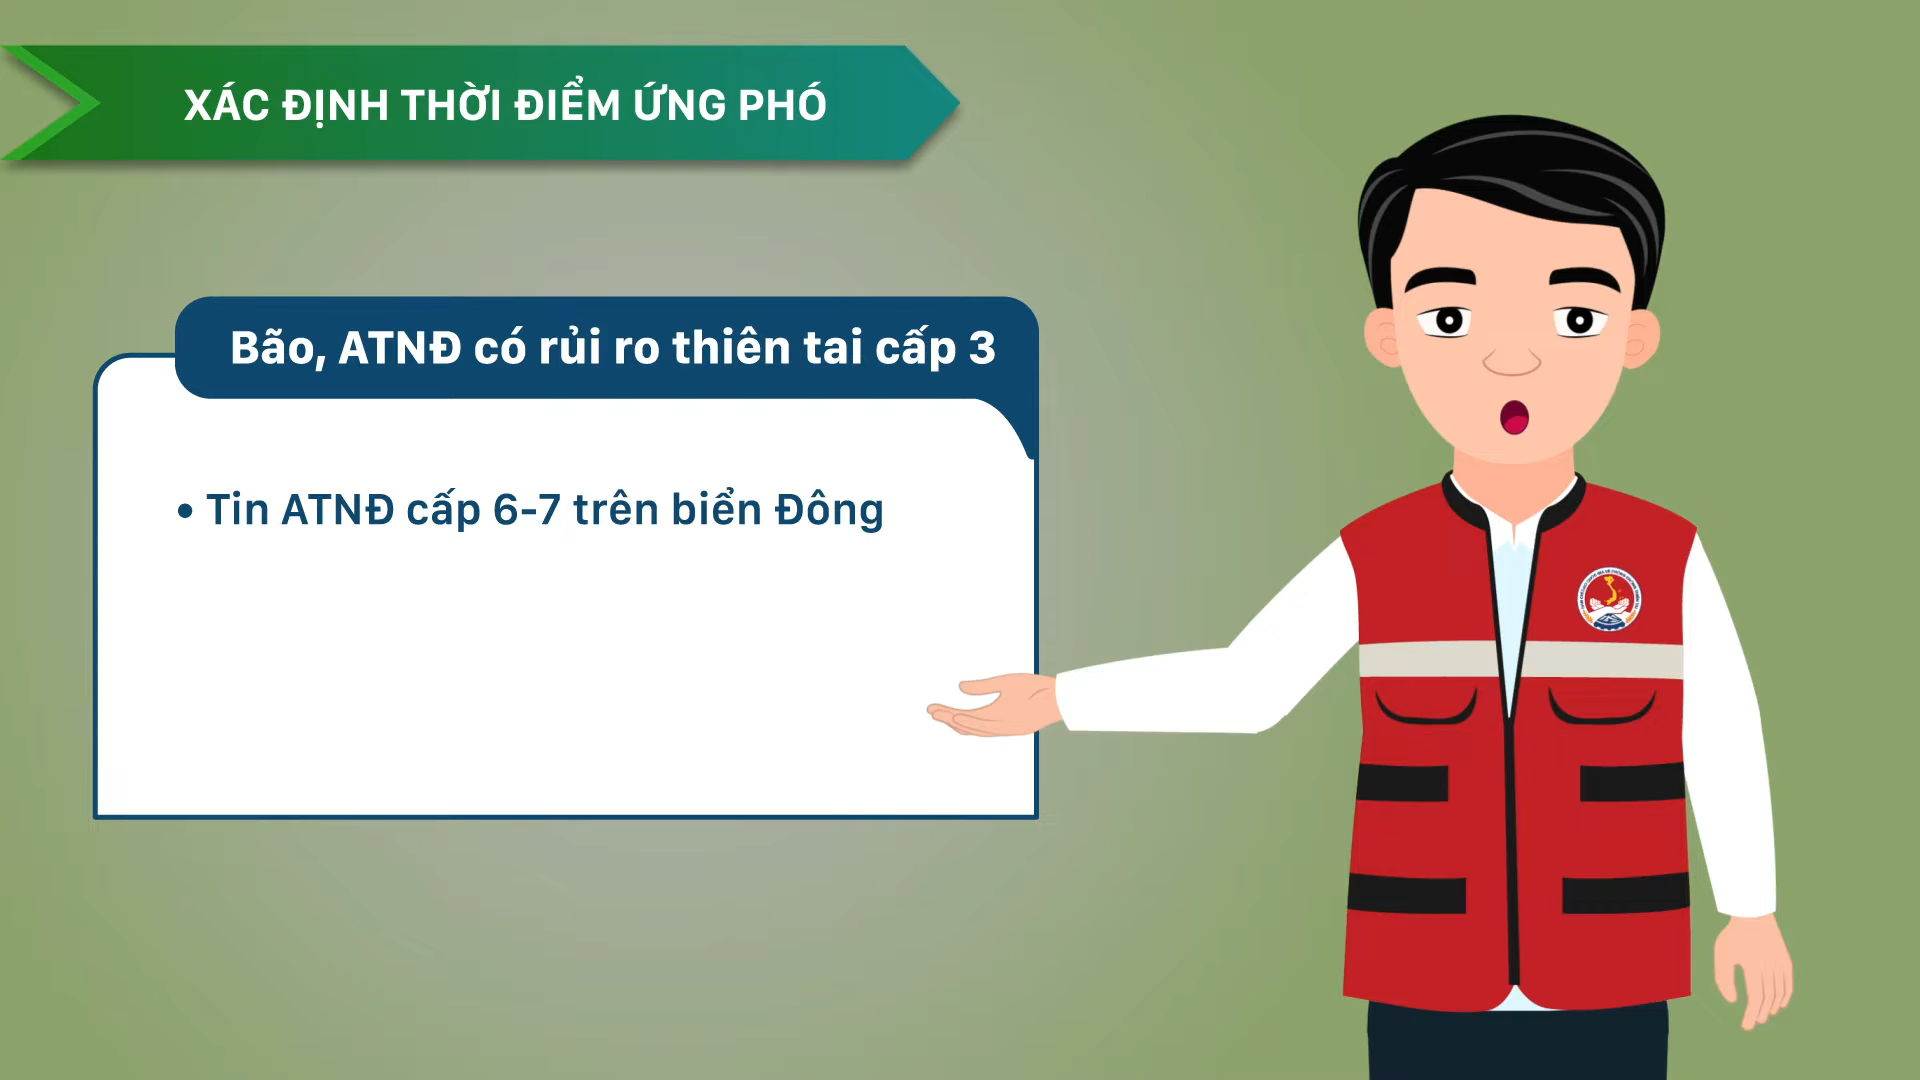 XÁC ĐỊNH THỜI ĐIỂM ỨNG PHÓ
Bão, ATNĐ có rủi ro thiên tai cấp 3
• Tin ATNĐ cấp 6-7 trên biển Đông